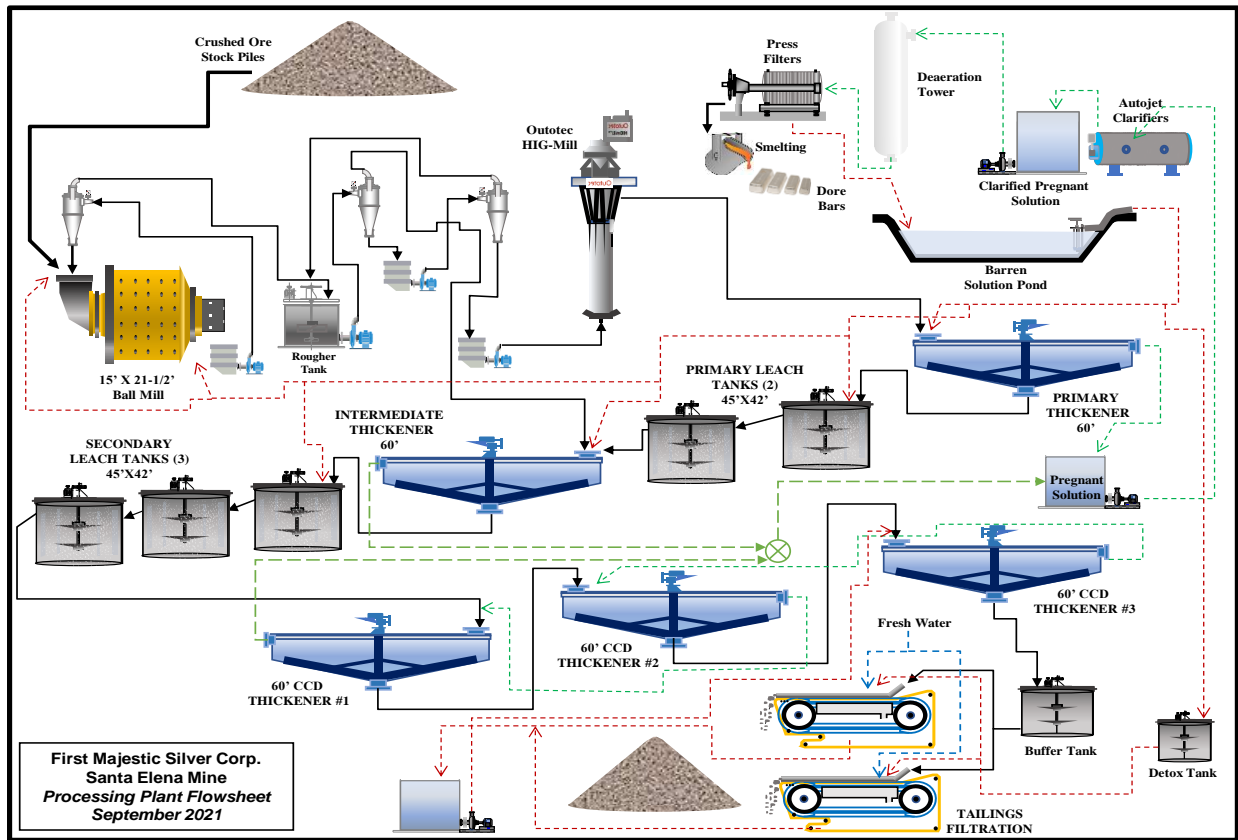 Crushed Ore
Stock Piles
Press
Filters
Deaeration
Tower
Autojet
Clarifiers
Outotec
HIG-Mill
Smelting
Dore
Bars
Clarified Pregnant
Solution
Outotec
Barren
Solution Pond
Rougher
Tank
15' X 21-1/2'
Ball Mill
PRIMARY LEACH
TANKS (2)
45'X42'
PRIMARY
THICKENER
60'
INTERMEDIATE
THICKENER
60'
SECONDARY
LEACH TANKS (3)
45'X42'
Pregnant
Solution
60' CCD
THICKENER #3
Fresh Water
60' CCD
THICKENER #2
60' CCD
THICKENER #1
Buffer Tank
Detox Tank
First Majestic Silver Corp.
Santa Elena Mine
Processing Plant Flowsheet
September 2021
TAILINGS
FILTRATION